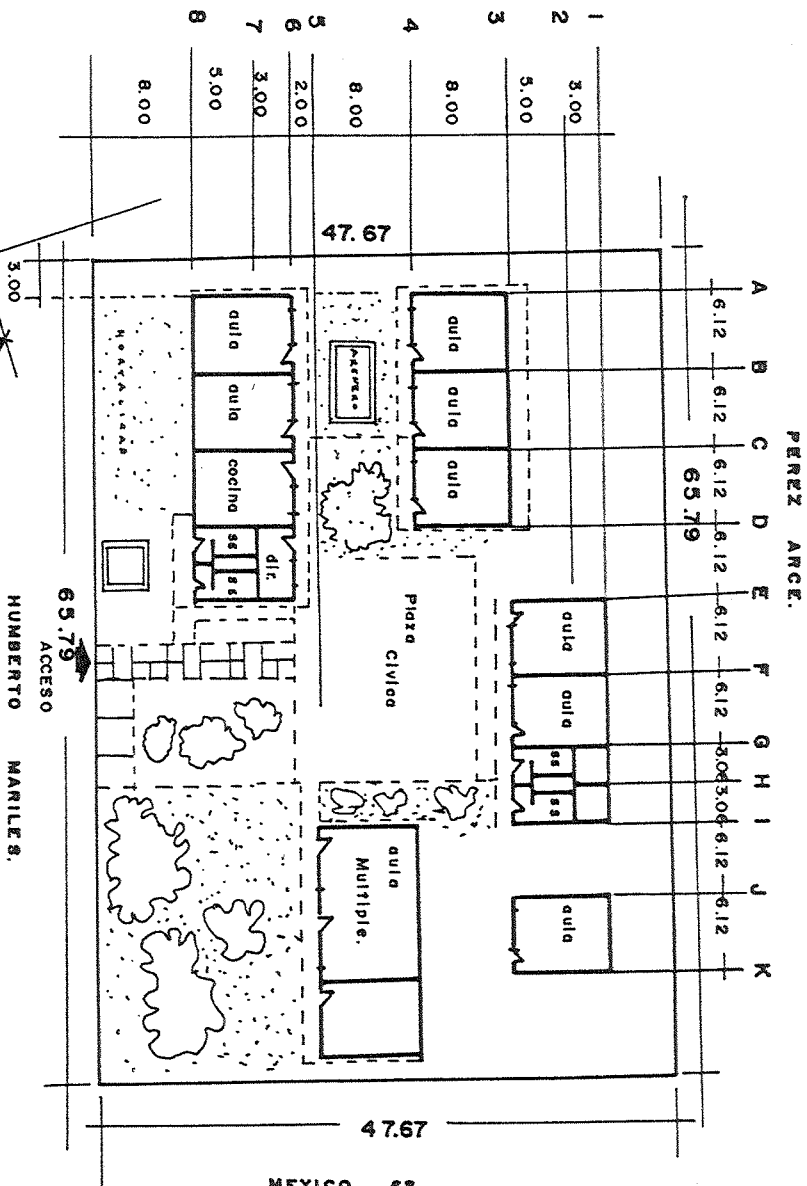 PEREZ ARCE.
65.79
A
B
C
D
E
F
G
H
I
J
K
6.12
6.12
6.12
6.12
6.12
6.12
3.06
3.06
6.12
6.12
1
2
3
4
5
6
7
8
3.00
5.00
8.00
8.00
2.00
3.00
5.00
8.00
47.67
aula
aula
aula
aula
aula
ss
ss
aula
ARENERO
Plaza
Civica
aula
Multiple.
aula
aula
cocina
dir.
ss
ss
HORTALIZAS
3.00
65.79
ACCESO
HUMBERTO MARILES.
47.67
MEXICO 68